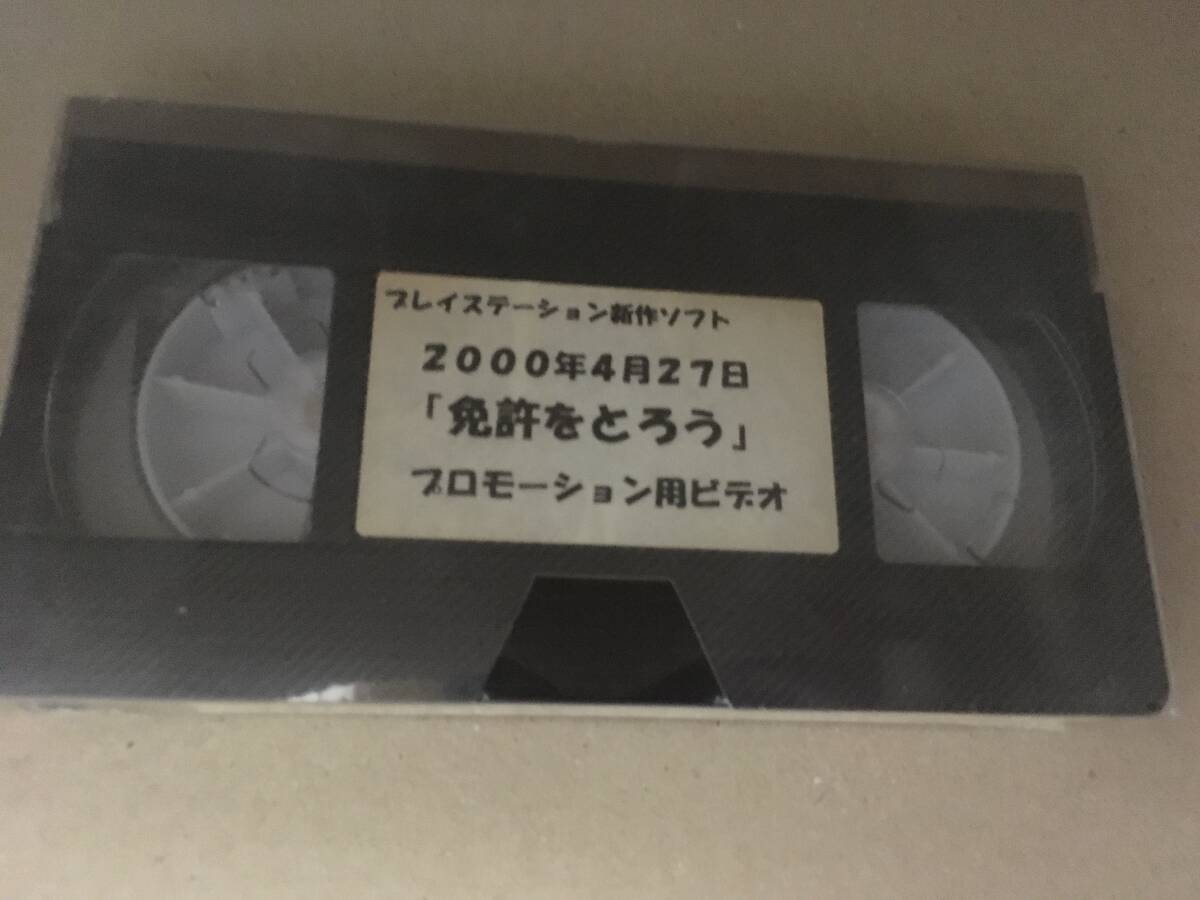 プレイステーション新作ソフト
2000年4月27日
「免許をとろう」
プロモーション用ビデオ